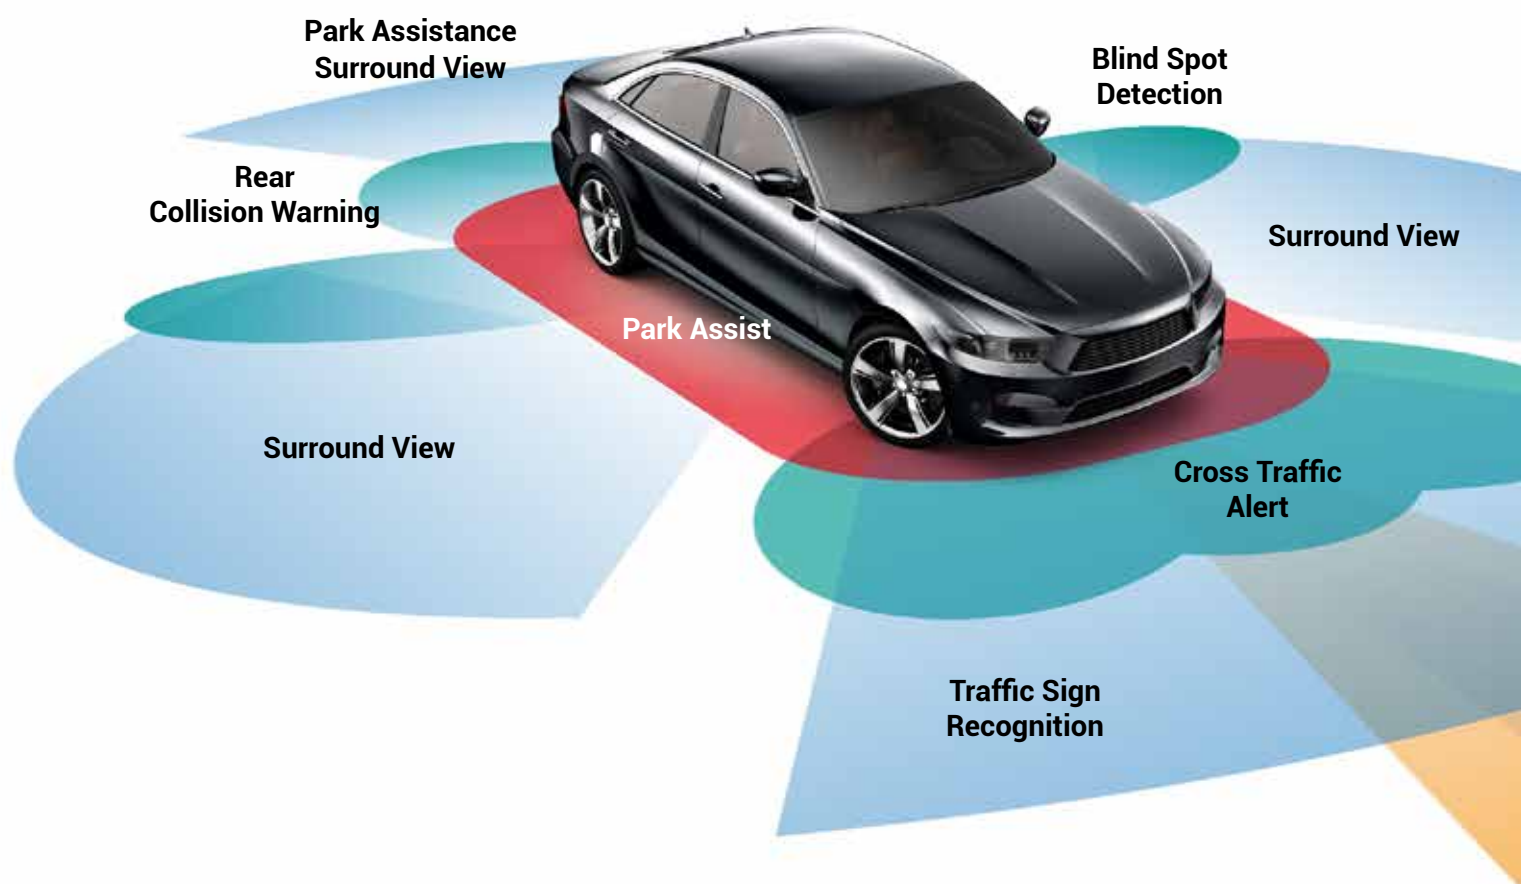 Park Assistance
Surround View
Blind Spot
Detection
Rear
Collision Warning
Surround View
Park Assist
Surround View
Cross Traffic
Alert
Traffic Sign
Recognition